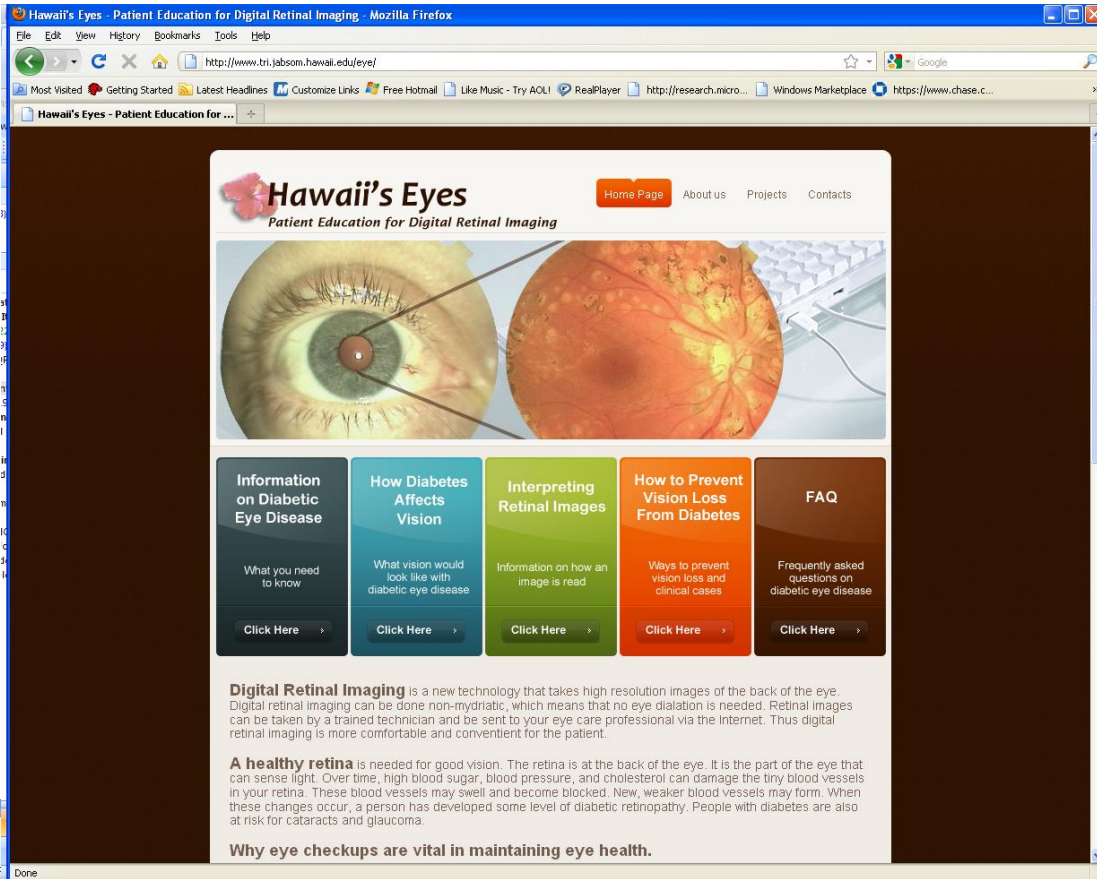 Hawaii's Eyes - Patient Education for Digital Retinal Imaging - Mozilla Firefox
File Edit View History Bookmarks Tools Help
http://www.tri.jabsom.hawaii.edu/eye/
Google
Most Visited Getting Started Latest Headlines Customize Links Free Hotmail Like Music - Try AOL! RealPlayer http://research.micro... Windows Marketplace https://www.chase.c...
Hawaii's Eyes - Patient Education for ...
Hawaii's Eyes
Patient Education for Digital Retinal Imaging
Home Page About us Projects Contacts
Information
on Diabetic
Eye Disease
What you need
to know
Click Here
How Diabetes
Affects
Vision
What vision would
look like with
diabetic eye disease
Click Here
Interpreting
Retinal Images
Information on how an
image is read
Click Here
How to Prevent
Vision Loss
From Diabetes
Ways to prevent
vision loss and
clinical cases
Click Here
FAQ
Frequently asked
questions on
diabetic eye disease
Click Here
Digital Retinal Imaging is a new technology that takes high resolution images of the back of the eye.
Digital retinal imaging can be done non-mydriatic, which means that no eye dialation is needed. Retinal images
can be taken by a trained technician and be sent to your eye care professional via the Internet. Thus digital
retinal imaging is more comfortable and conventient for the patient.
A healthy retina is needed for good vision. The retina is at the back of the eye. It is the part of the eye that
can sense light. Over time, high blood sugar, blood pressure, and cholesterol can damage the tiny blood vessels
in your retina. These blood vessels may swell and become blocked. New, weaker blood vessels may form. When
these changes occur, a person has developed some level of diabetic retinopathy. People with diabetes are also
at risk for cataracts and glaucoma.
Why eye checkups are vital in maintaining eye health.
Done